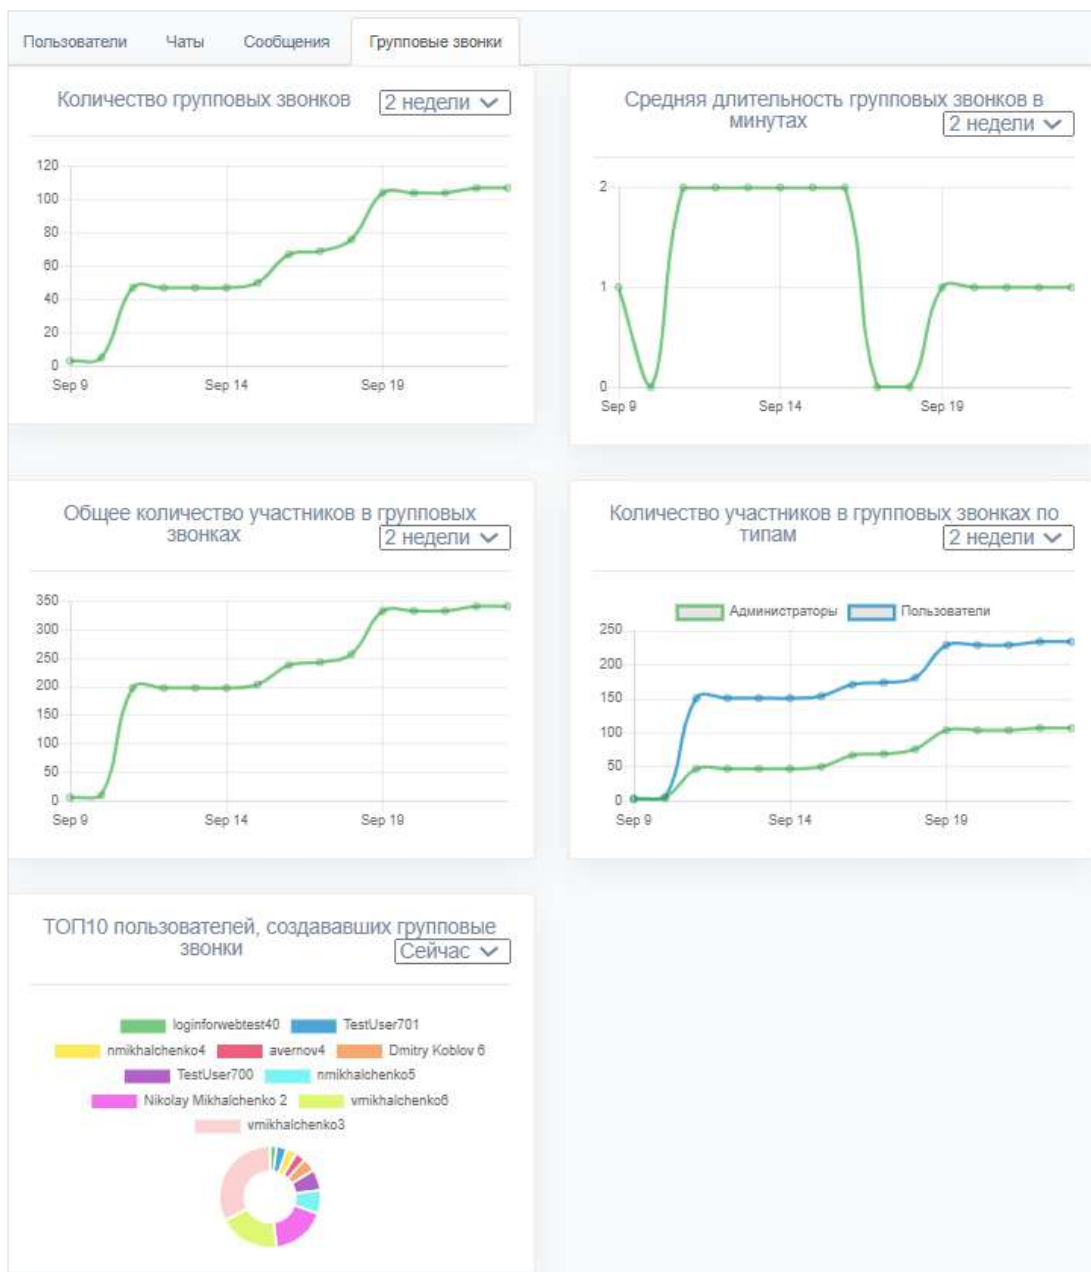 Пользователи Чаты Сообщения Групповые звонки
Количество групповых звонков 2 недели
120
100
80
60
40
20
0
Sep 9 Sep 14 Sep 19
Средняя длительность групповых звонков в
минутах 2 недели
2
1
0
Sep 9 Sep 14 Sep 19
Общее количество участников в групповых
звонках 2 недели
350
300
250
200
150
100
50
0
Sep 9 Sep 14 Sep 19
Количество участников в групповых звонках по
типам 2 недели
Администраторы Пользователи
250
200
150
100
50
0
Sep 9 Sep 14 Sep 19
ТОП10 пользователей, создававших групповые
звонки Сейчас
loginforwebtest40 TestUser701
nmikhalchenko4 avernov4 Dmitry Koblov 6
TestUser700 nmikhalchenko5
Nikolay Mikhalchenko 2 vmikhalchenko6
vmikhalchenko3